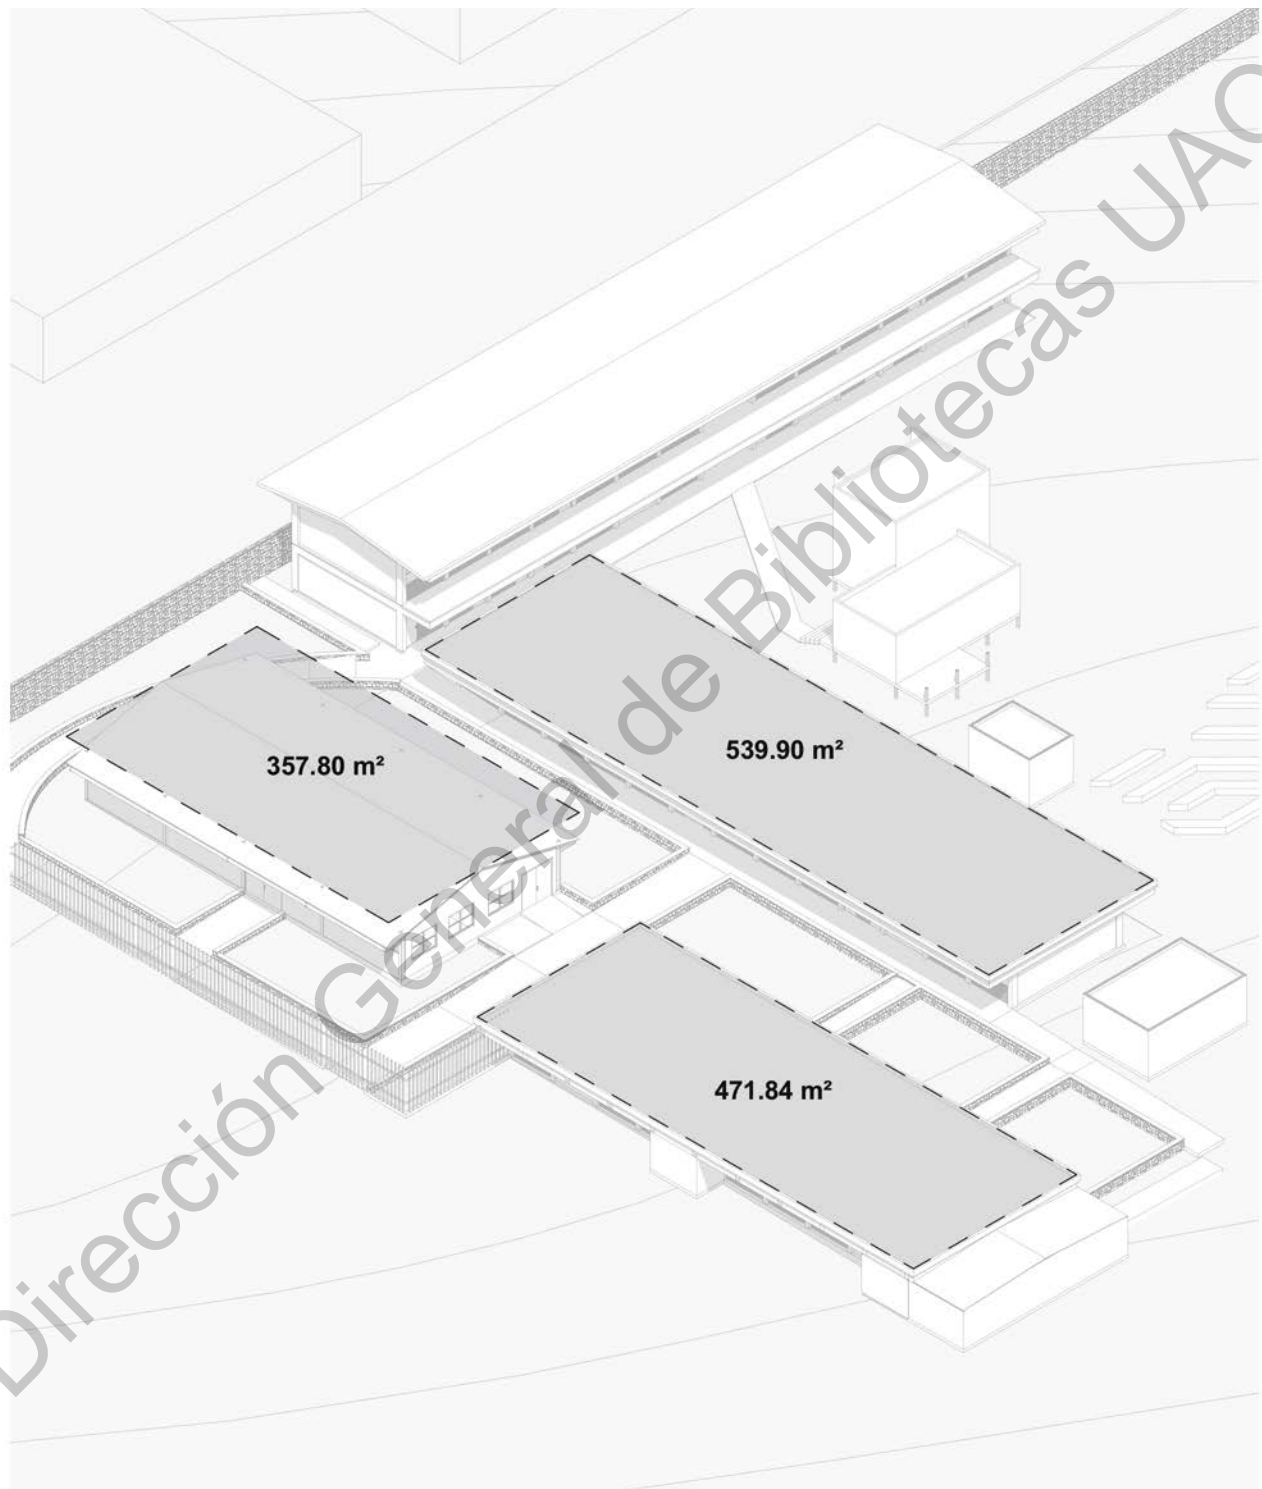 539.90 m²
357.80 m²
471.84 m²
Dirección General de Bibliotecas UAQ